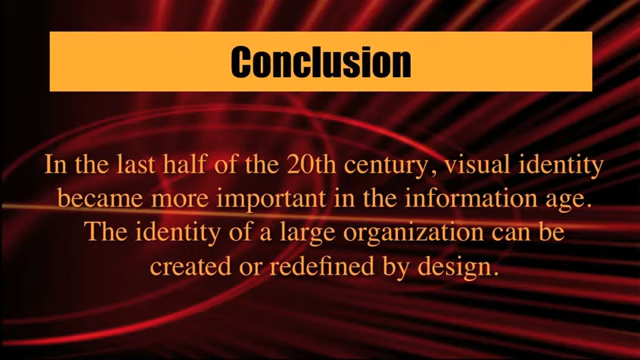 Conclusion
In the last half of the 20th century, visual identity
became more important in the information age.
The identity of a large organization can be
created or redefined by design.